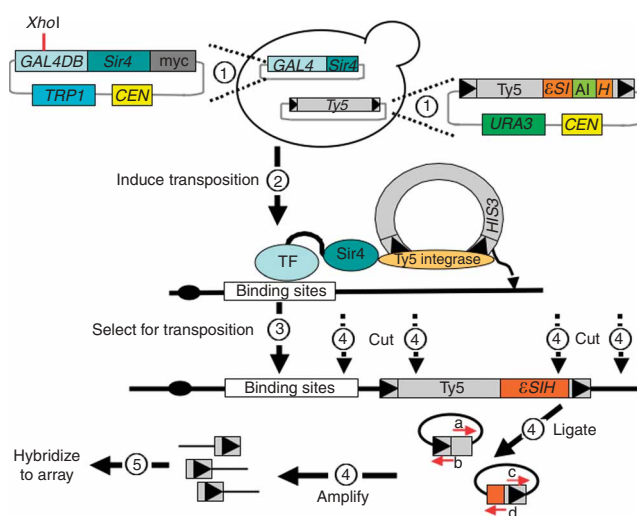 XhoI
GAL4DB Sir4 myc
TRP1 CEN
1
GAL4 Sir4
Ty5
1
Ty5 ƐSI AI H
URA3 CEN
Induce transposition 2
HIS3
TF Sir4 Ty5 integrase
Binding sites
Select for transposition 3
4 Cut 4 4 Cut 4
Binding sites Ty5 ƐSIH
4 Ligate
a
b
c
d
Hybridize to array
5
4
Amplify